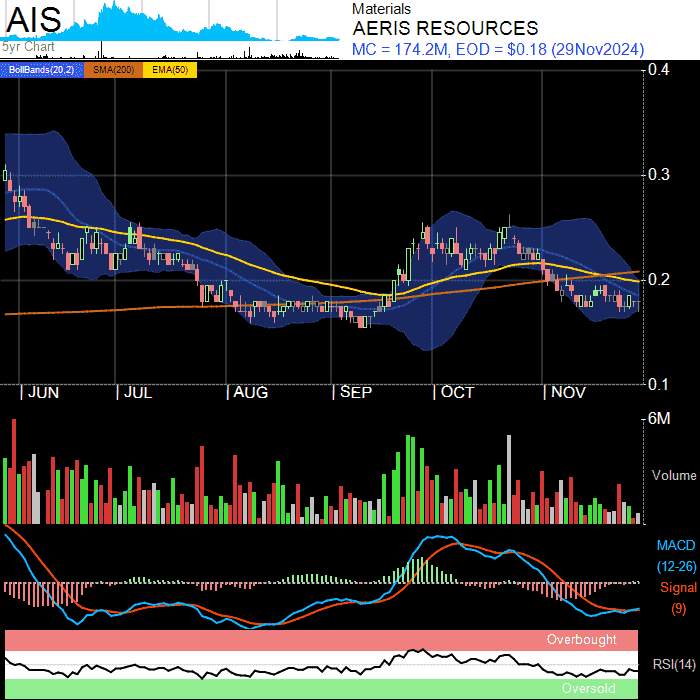 AIS
5yr Chart
Materials
AERIS RESOURCES
MC = 174.2M, EOD = $0.18 (29Nov2024)
BollBands(20,2) SMA(200) EMA(50)
0.4
0.3
0.2
0.1
JUN JUL AUG SEP OCT NOV
6M
Volume
MACD
(12-26)
Signal
(9)
Overbought
RSI(14)
Oversold